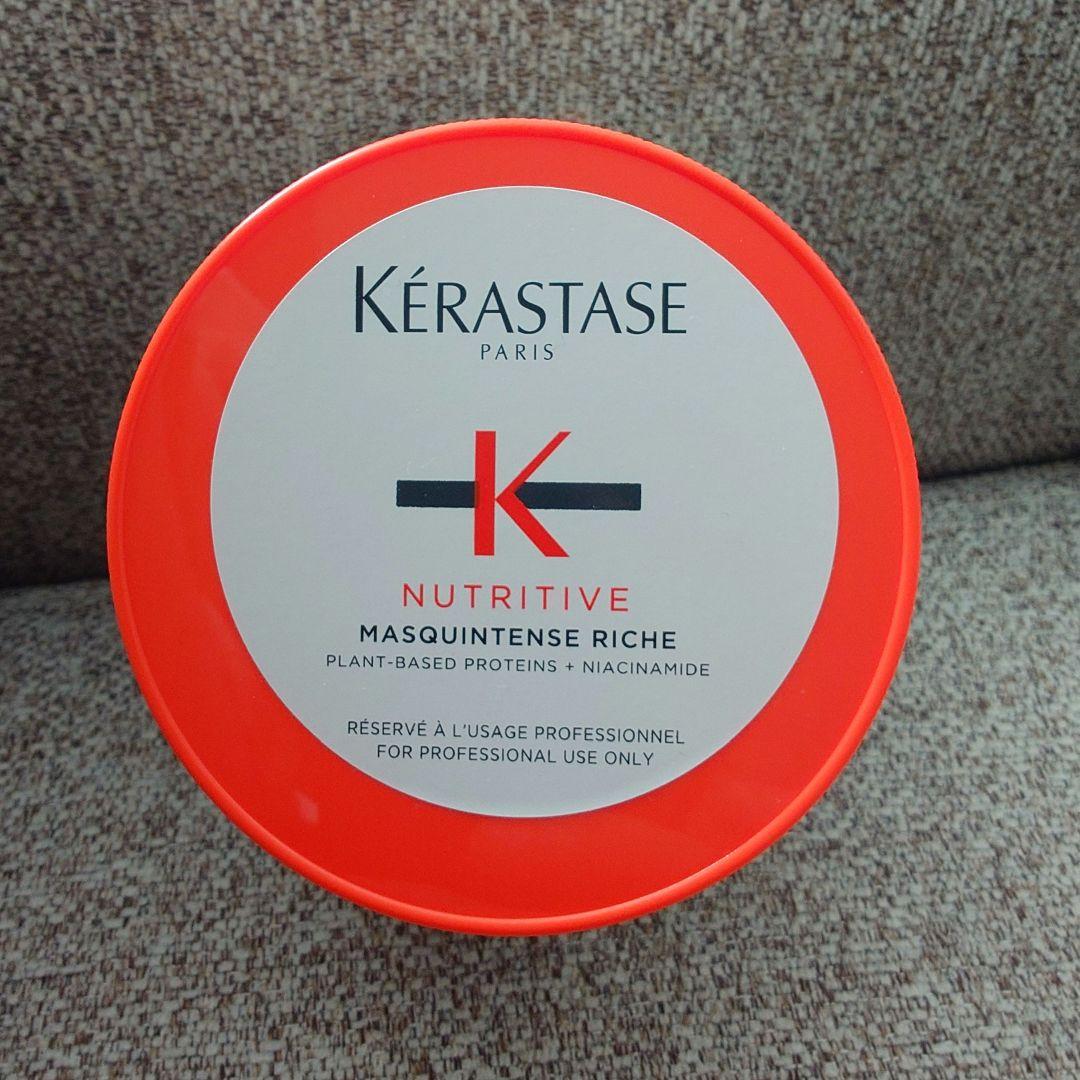 KÉRASTASE
PARIS
K
NUTRITIVE
MASQUINTENSE RICHE
PLANT-BASED PROTEINS + NIACINAMIDE
RÉSERVÉ À L'USAGE PROFESSIONNEL
FOR PROFESSIONAL USE ONLY